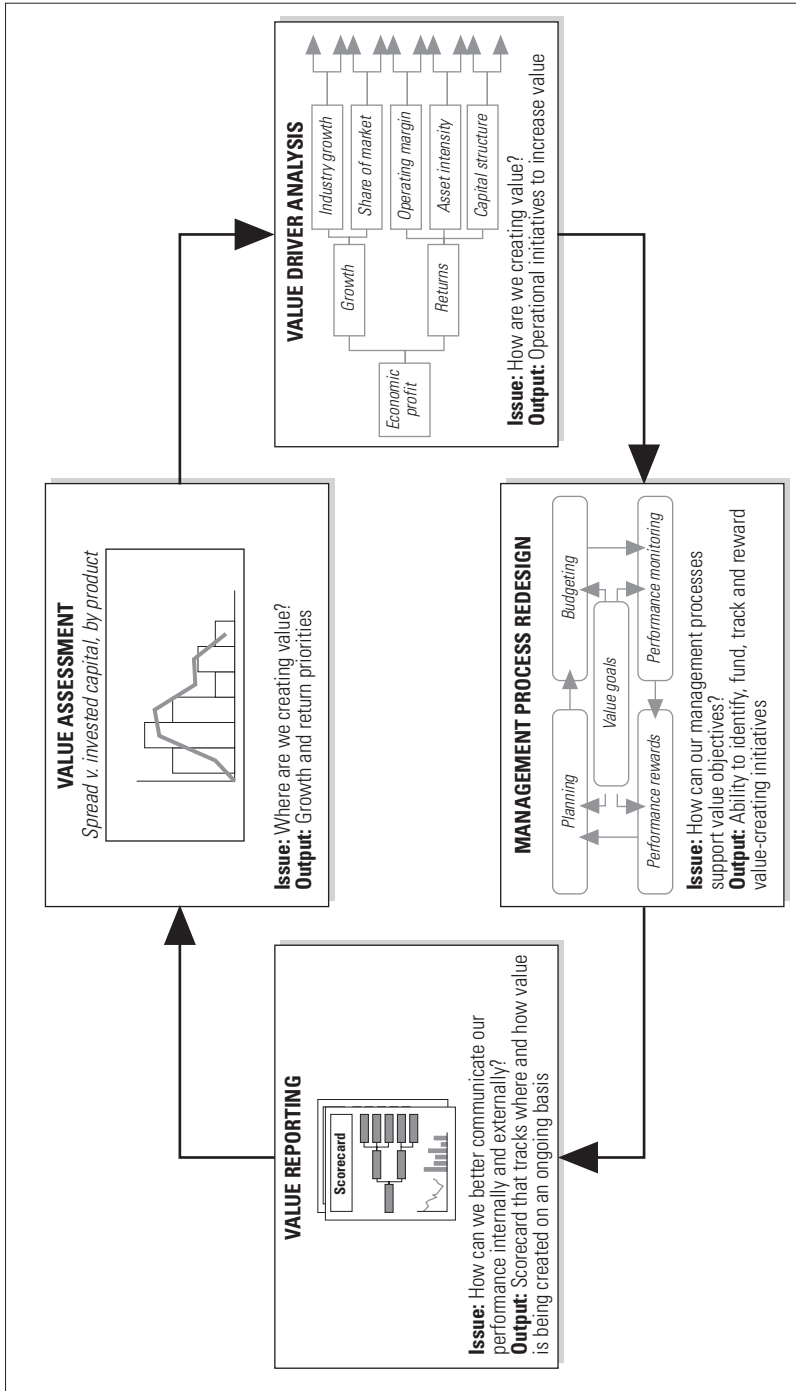 VALUE ASSESSMENT
Spread v. invested capital, by product
Issue: Where are we creating value?
Output: Growth and return priorities
VALUE DRIVER ANALYSIS
Economic
profit
Growth
Returns
Industry growth
Share of market
Operating margin
Asset intensity
Capital structure
Issue: How are we creating value?
Output: Operational initiatives to increase value
MANAGEMENT PROCESS REDESIGN
Planning
Budgeting
Value goals
Performance rewards
Performance monitoring
Issue: How can our management processes
support value objectives?
Output: Ability to identify, fund, track and reward
value-creating initiatives
VALUE REPORTING
Scorecard
Issue: How can we better communicate our
performance internally and externally?
Output: Scorecard that tracks where and how value
is being created on an ongoing basis